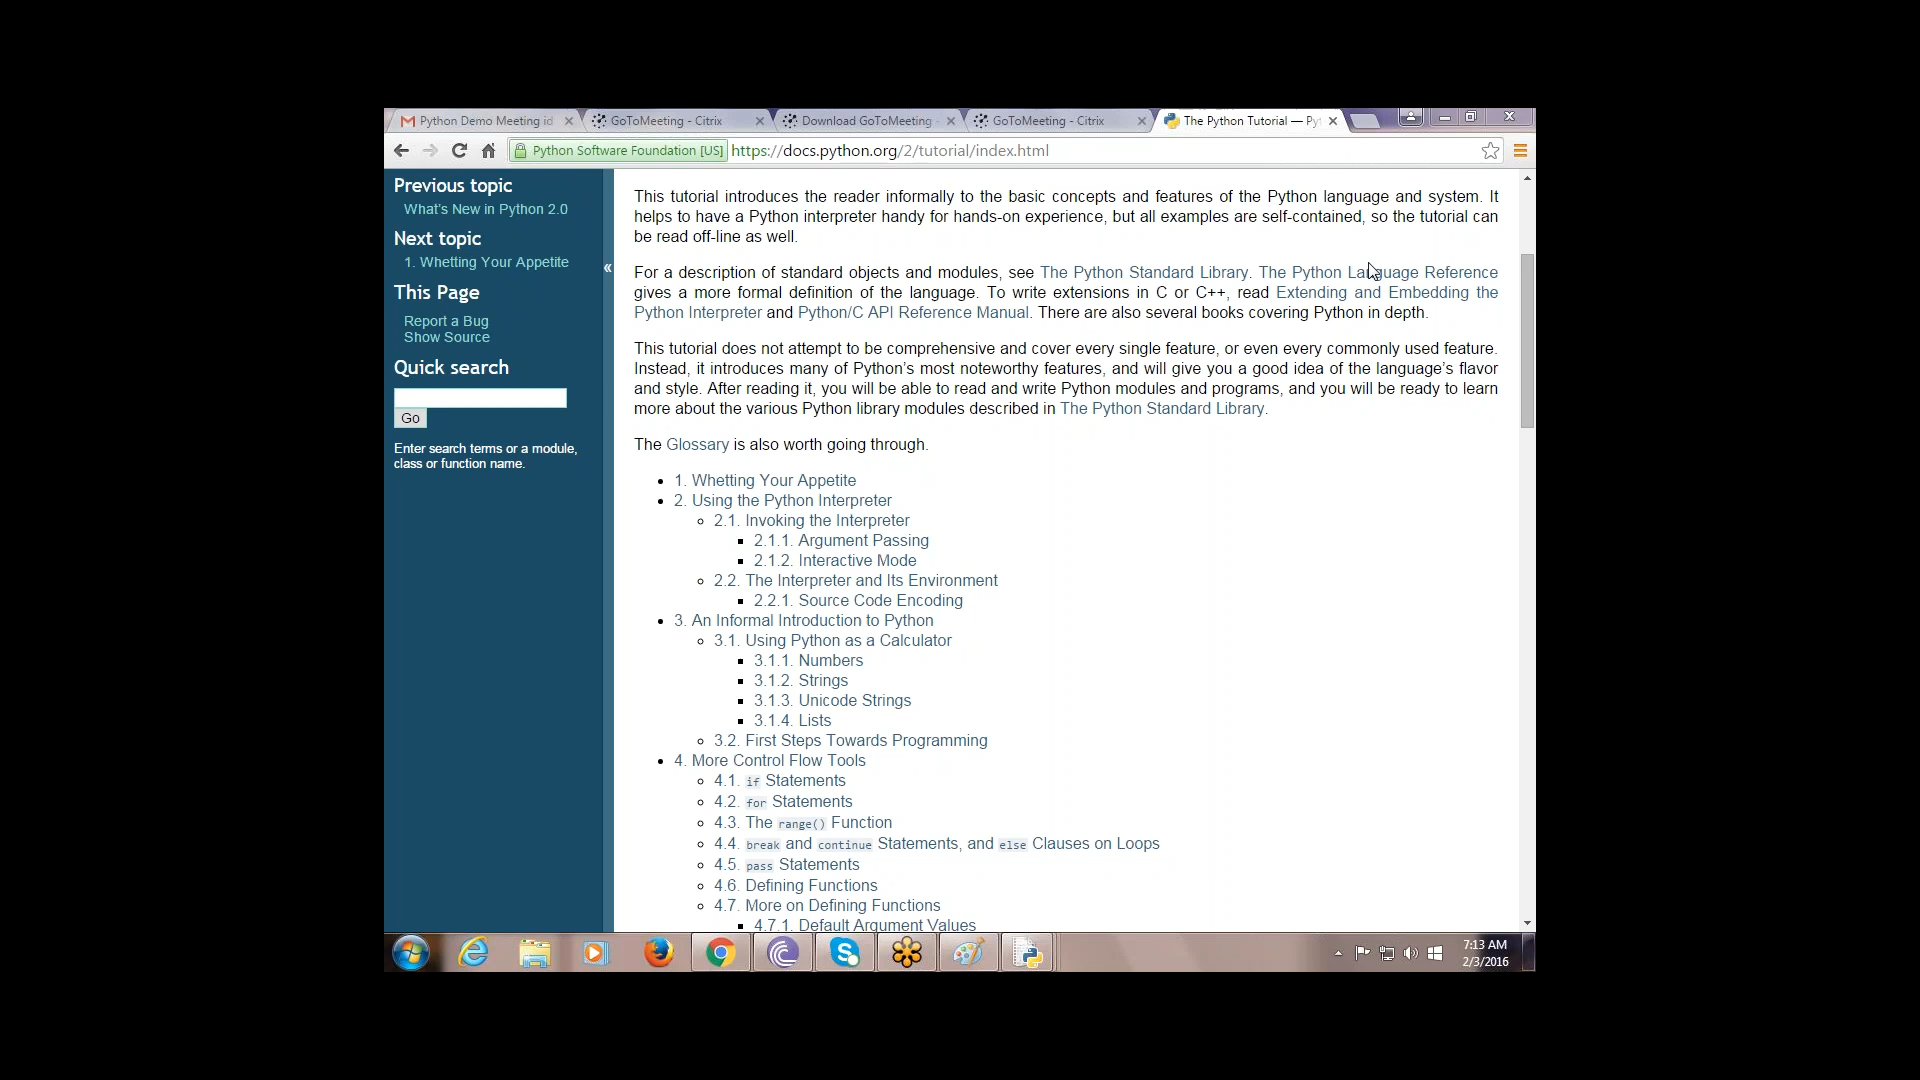 Python Demo Meeting id
GoToMeeting - Citrix
Download GoToMeeting
GoToMeeting - Citrix
The Python Tutorial — Py
Python Software Foundation [US]
https://docs.python.org/2/tutorial/index.html
Previous topic
What's New in Python 2.0
Next topic
1. Whetting Your Appetite
This Page
Report a Bug
Show Source
Quick search
Go
Enter search terms or a module,
class or function name.
«
This tutorial introduces the reader informally to the basic concepts and features of the Python language and system. It
helps to have a Python interpreter handy for hands-on experience, but all examples are self-contained, so the tutorial can
be read off-line as well.
For a description of standard objects and modules, see The Python Standard Library. The Python Language Reference
gives a more formal definition of the language. To write extensions in C or C++, read Extending and Embedding the
Python Interpreter and Python/C API Reference Manual. There are also several books covering Python in depth.
This tutorial does not attempt to be comprehensive and cover every single feature, or even every commonly used feature.
Instead, it introduces many of Python's most noteworthy features, and will give you a good idea of the language's flavor
and style. After reading it, you will be able to read and write Python modules and programs, and you will be ready to learn
more about the various Python library modules described in The Python Standard Library.
The Glossary is also worth going through.
1. Whetting Your Appetite
2. Using the Python Interpreter
2.1. Invoking the Interpreter
2.1.1. Argument Passing
2.1.2. Interactive Mode
2.2. The Interpreter and Its Environment
2.2.1. Source Code Encoding
3. An Informal Introduction to Python
3.1. Using Python as a Calculator
3.1.1. Numbers
3.1.2. Strings
3.1.3. Unicode Strings
3.1.4. Lists
3.2. First Steps Towards Programming
4. More Control Flow Tools
4.1. if Statements
4.2. for Statements
4.3. The range() Function
4.4. break and continue Statements, and else Clauses on Loops
4.5. pass Statements
4.6. Defining Functions
4.7. More on Defining Functions
4.7.1. Default Argument Values
7:13 AM
2/3/2016